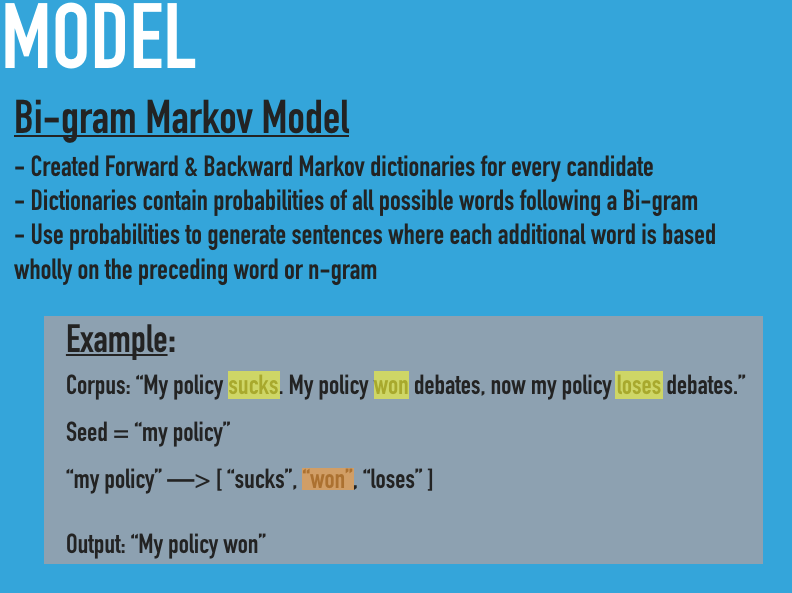 MODEL
Bi-gram Markov Model
- Created Forward & Backward Markov dictionaries for every candidate
- Dictionaries contain probabilities of all possible words following a Bi-gram
- Use probabilities to generate sentences where each additional word is based
wholly on the preceding word or n-gram
Example:
Corpus: “My policy sucks. My policy won debates, now my policy loses debates.”
Seed = “my policy”
“my policy” —–> [ “sucks”, “won”, “loses” ]
Output: “My policy won”